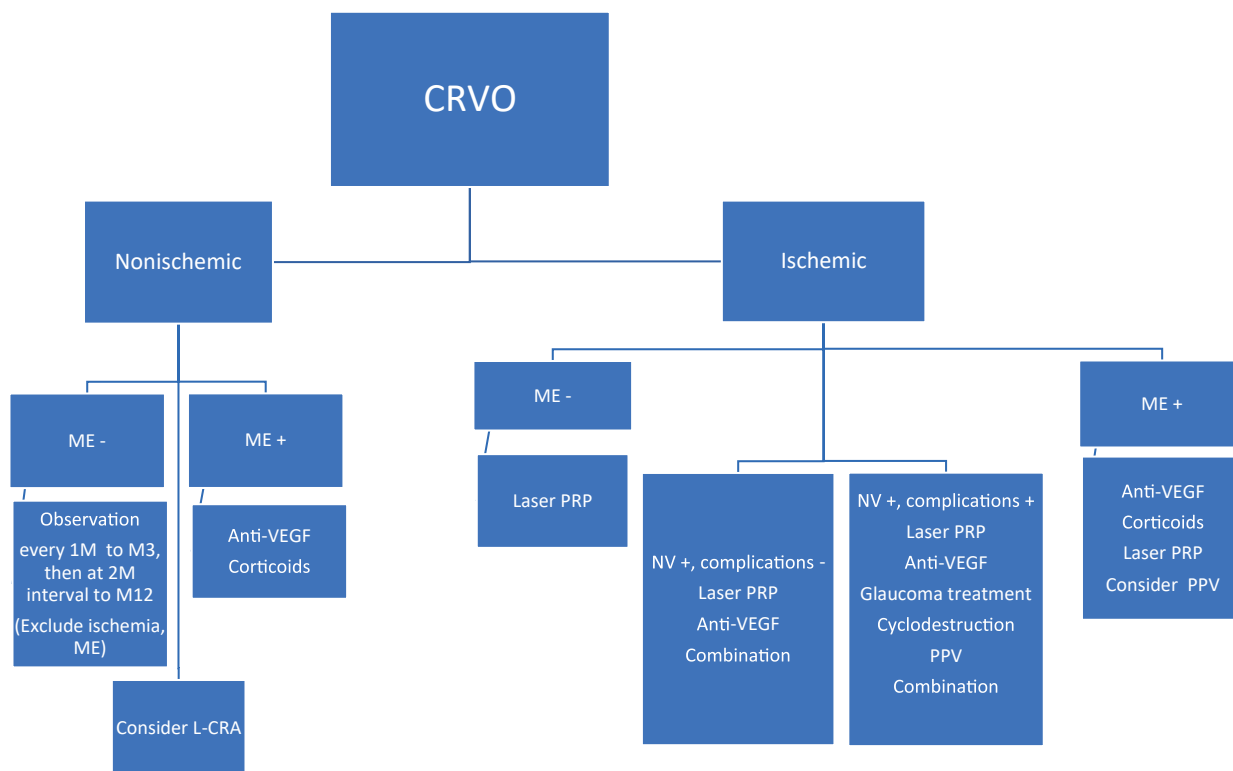 CRVO
Nonischemic
Ischemic
ME -
ME +
ME -
ME +
Observation
every 1M to M3,
then at 2M
interval to M12
(Exclude ischemia,
ME)
Anti-VEGF
Corticoids
Consider L-CRA
Laser PRP
NV +, complications -
Laser PRP
Anti-VEGF
Combination
NV +, complications +
Laser PRP
Anti-VEGF
Glaucoma treatment
Cyclodestruction
PPV
Combination
Anti-VEGF
Corticoids
Laser PRP
Consider PPV